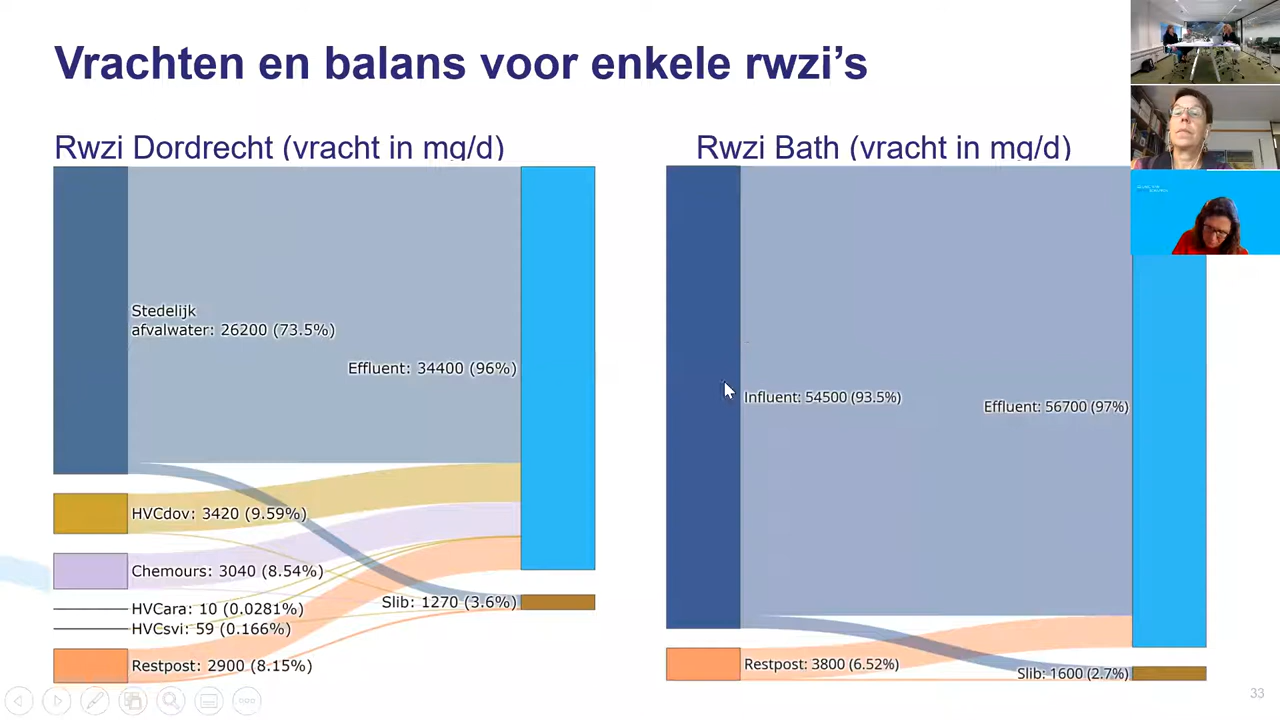 Vrachten en balans voor enkele rwzi's
Rwzi Dordrecht (vracht in mg/d)
Stedelijk
afvalwater: 26200 (73.5%)
Effluent: 34400 (96%)
HVCdov: 3420 (9.59%)
Chemours: 3040 (8.54%)
Slib: 1270 (3.6%)
HVCara: 10 (0.0281%)
HVCsvi: 59 (0.166%)
Restpost: 2900 (8.15%)
Rwzi Bath (vracht in mg/d)
Influent: 54500 (93.5%)
Effluent: 56700 (97%)
Restpost: 3800 (6.52%)
Slib: 1600 (2.7%)
33